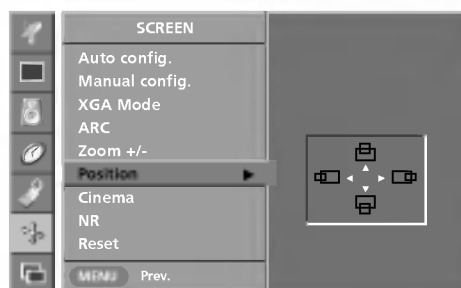 SCREEN
Auto config.
Manual config.
XGA Mode
ARC
Zoom +/-
Position
Cinema
NR
Reset
MENU Prev.